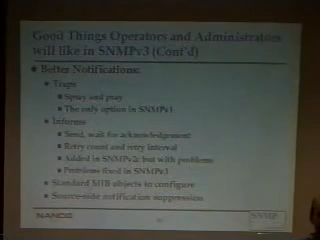 Good Things Operators and Administrators
will like in SNMPv3 (Cont'd)
Better Notifications:
Traps
Spray and pray
The only option in SNMPv1
Informs
Send, wait for acknowledgement
Retry count and retry interval
Added in SNMPv2c but with problems
Problems fixed in SNMPv3
Standard MIB objects to configure
Source-side notification suppression
NANOG
SNMP